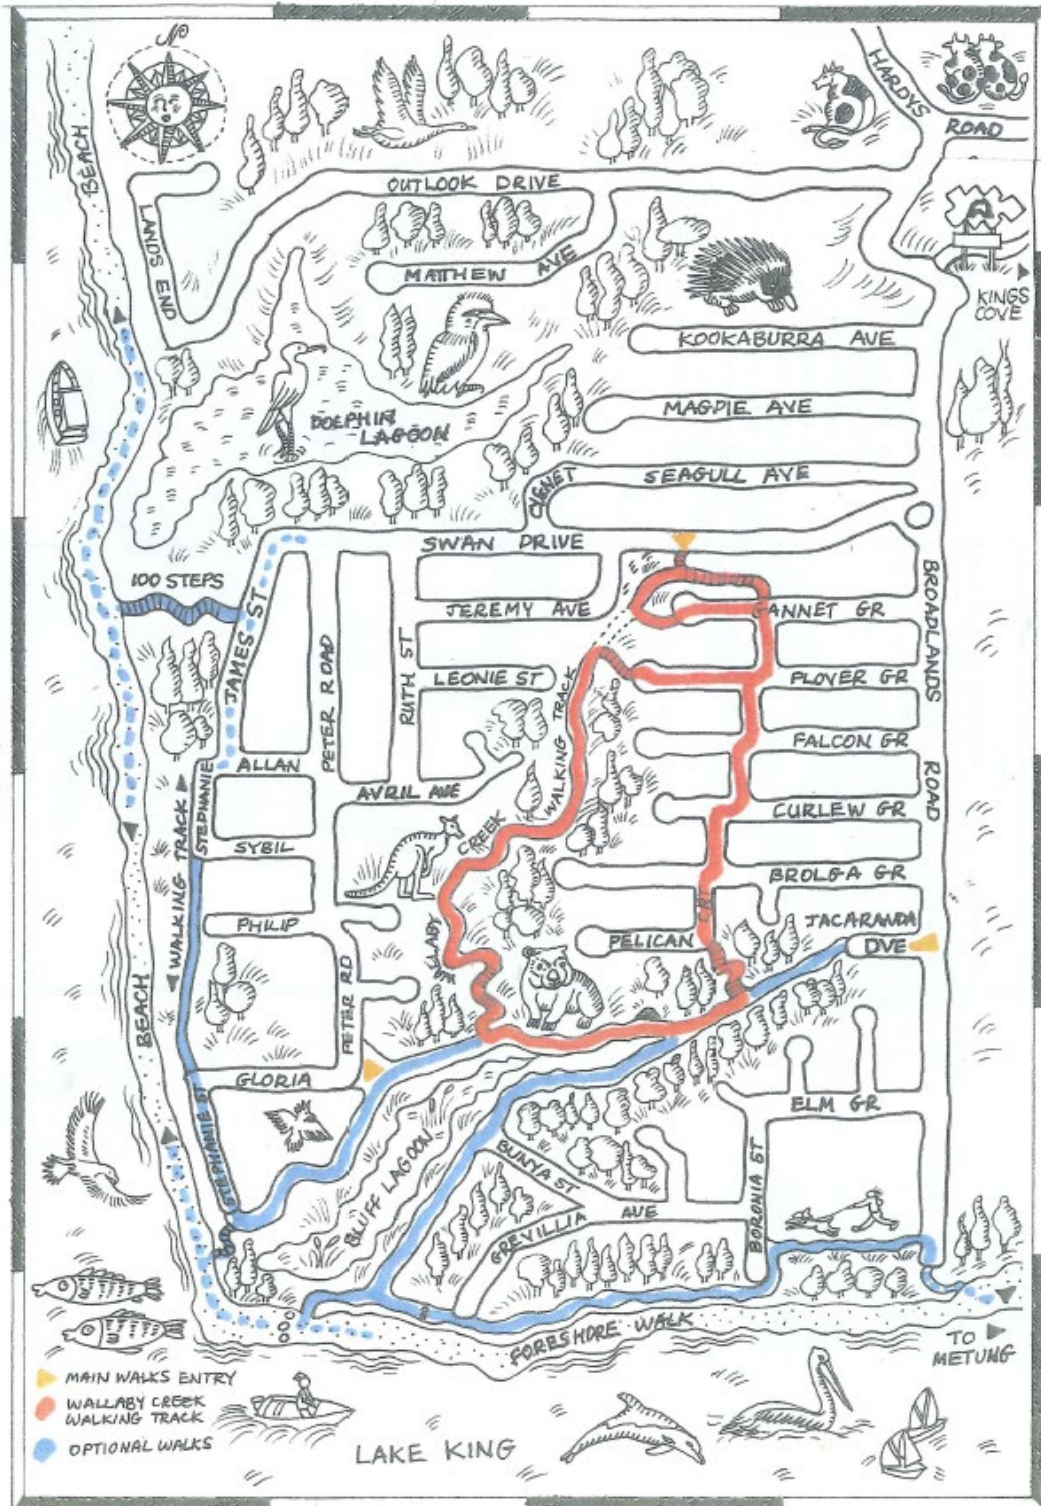 N
HARDYS
ROAD
BEACH
OUTLOOK DRIVE
LANDS END
MATTHEW AVE
KINGS
COVE
KOOKABURRA AVE
MAGPIE AVE
DOLPHIN
LAGOON
SEAGULL AVE
SWAN DRIVE
100 STEPS
JAMES ST
JEREMY AVE
GANNET GR
BROADLANDS
ROAD
PETER ROAD
RUTH ST
LEONIE ST
PLOVER GR
FALCON GR
ALLAN
AVRIL AVE
CURLEW GR
STEPHANIE
WALKING TRACK
SYBIL
WALLABY CREEK WALKING TRACK
BROLGA GR
PHILIP
PELICAN
CRT
JACARANDA
DVE
BEACH
PETER RD
GLORIA
STEPHANIE ST
ELM GR
BLUFF LAGOON
BUNYA ST
GREVILLIA AVE
BORONIA ST
FORESHORE WALK
TO
METUNG
MAIN WALKS ENTRY
WALLABY CREEK
WALKING TRACK
OPTIONAL WALKS
LAKE KING